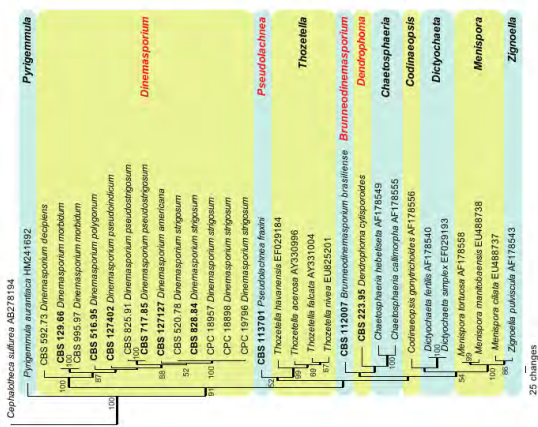 Cephalotheca sulfurea AB278194
Pyrigemmula aurantiaca HM241692
CBS 592.73 Dinemasporium decipiens
CBS 129.66 Dinemasporium morbidum
CBS 995.97 Dinemasporium morbidum
CBS 516.95 Dinemasporium polygonum
CBS 127402 Dinemasporium pseudoindicum
CBS 825.91 Dinemasporium pseudostrigosum
CBS 717.85 Dinemasporium pseudostrigosum
CBS 127127 Dinemasporium americana
CBS 520.78 Dinemasporium strigosum
CBS 828.84 Dinemasporium strigosum
CPC 18957 Dinemasporium strigosum
CPC 18898 Dinemasporium strigosum
CPC 19796 Dinemasporium strigosum
CBS 113701 Pseudolachnea fraxini
Thozetella havanensis EF029184
Thozetella acerosa AY330996
Thozetella falcata AY331004
Thozetella nivea EU825201
CBS 112007 Brunneodinemasporium brasiliense
CBS 223.95 Dendrophoma cytisporoides
Chaetosphaeria hebetiseta AF178549
Chaetosphaeria callimorpha AF178555
Codinaeopsis gonytrichoides AF178556
Dictyochaeta fertilis AF178540
Dictyochaeta simplex EF029193
Menispora tortuosa AF178558
Menispora manitobaensis EU488738
Menispora ciliata EU488737
Zignoella pulviscula AF178543
Pyrigemmula
Dinemasporium
Pseudolachnea
Thozetella
Brunneodinemasporium
Dendrophoma
Chaetosphaeria
Codinaeopsis
Dictyochaeta
Menispora
Zignoella
100
100
100
87
100
88
52
91
52
99
69
87
100
100
54
99
100
86
25 changes